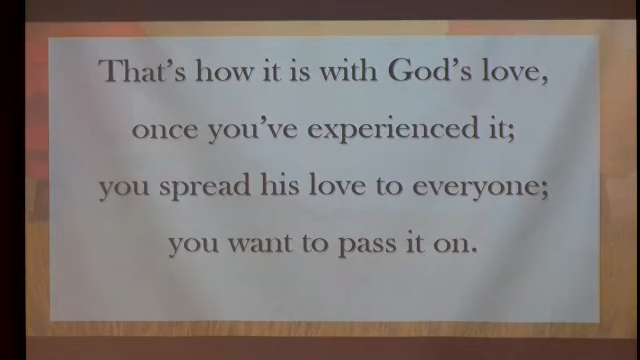 That's how it is with God's love,
once you've experienced it;
you spread his love to everyone;
you want to pass it on.